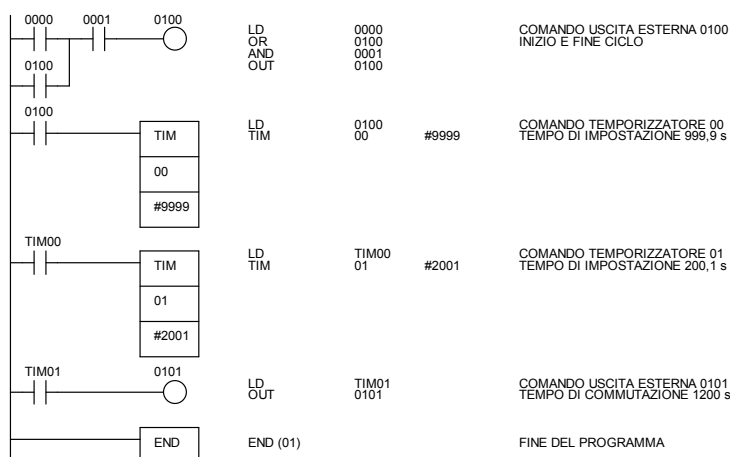 0000 0001 0100 LD 0000 COMANDO USCITA ESTERNA 0100
OR 0100 INIZIO E FINE CICLO
AND 0001
0100 OUT 0100
0100 LD 0100 COMANDO TEMPORIZZATORE 00
TIM TIM 00 #9999 TEMPO DI IMPOSTAZIONE 999,9 s
00
#9999
TIM00 LD TIM00 COMANDO TEMPORIZZATORE 01
TIM TIM 01 #2001 TEMPO DI IMPOSTAZIONE 200,1 s
01
#2001
TIM01 0101 LD TIM01 COMANDO USCITA ESTERNA 0101
OUT 0101 TEMPO DI COMMUTAZIONE 1200 s
END END (01) FINE DEL PROGRAMMA